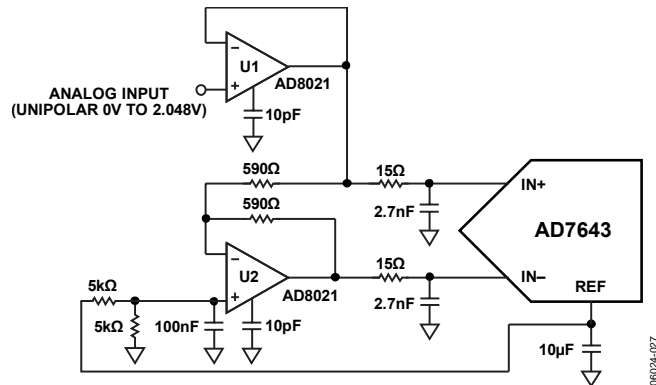 U1
AD8021
ANALOG INPUT
(UNIPOLAR 0V TO 2.048V)
10pF
590Ω
15Ω
IN+
2.7nF
590Ω
AD7643
U2
15Ω
IN–
AD8021
REF
5kΩ
5kΩ
100nF
10pF
2.7nF
10µF
06024-027